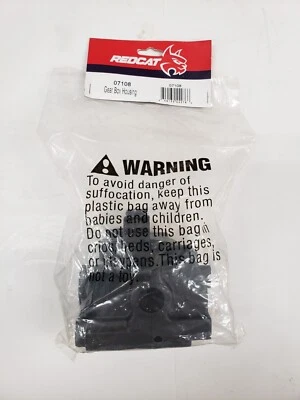 REDCAT
07108
Gear Box Housing
07108
WARNING
To avoid danger of
suffocation, keep this
plastic bag away from
babies and children.
Do not use this bag in
cribs, beds, carriages,
or playpens. This bag is
not a toy.